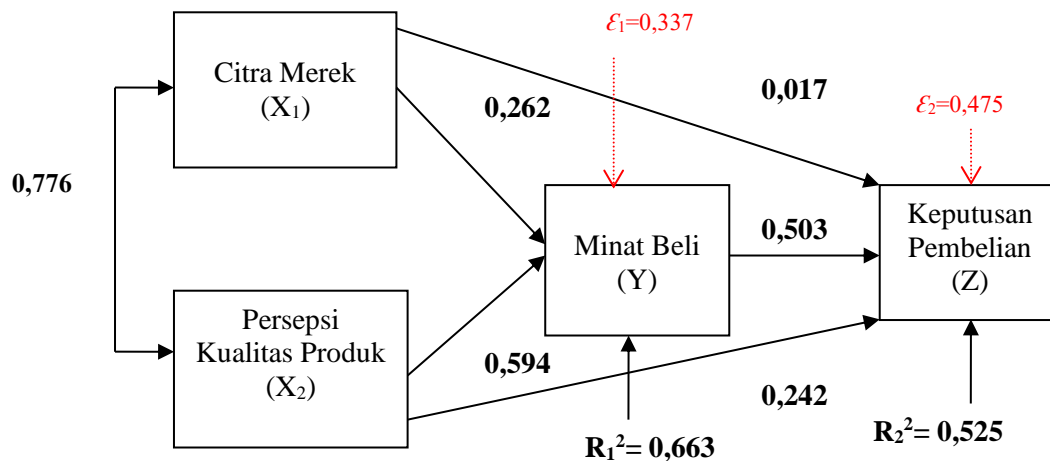 ℰ₁=0,337
Citra Merek
(X₁)
0,262
0,017
ℰ₂=0,475
0,776
Minat Beli
(Y)
0,503
Keputusan
Pembelian
(Z)
Persepsi
Kualitas Produk
(X₂)
0,594
0,242
R₁²= 0,663
R₂²= 0,525